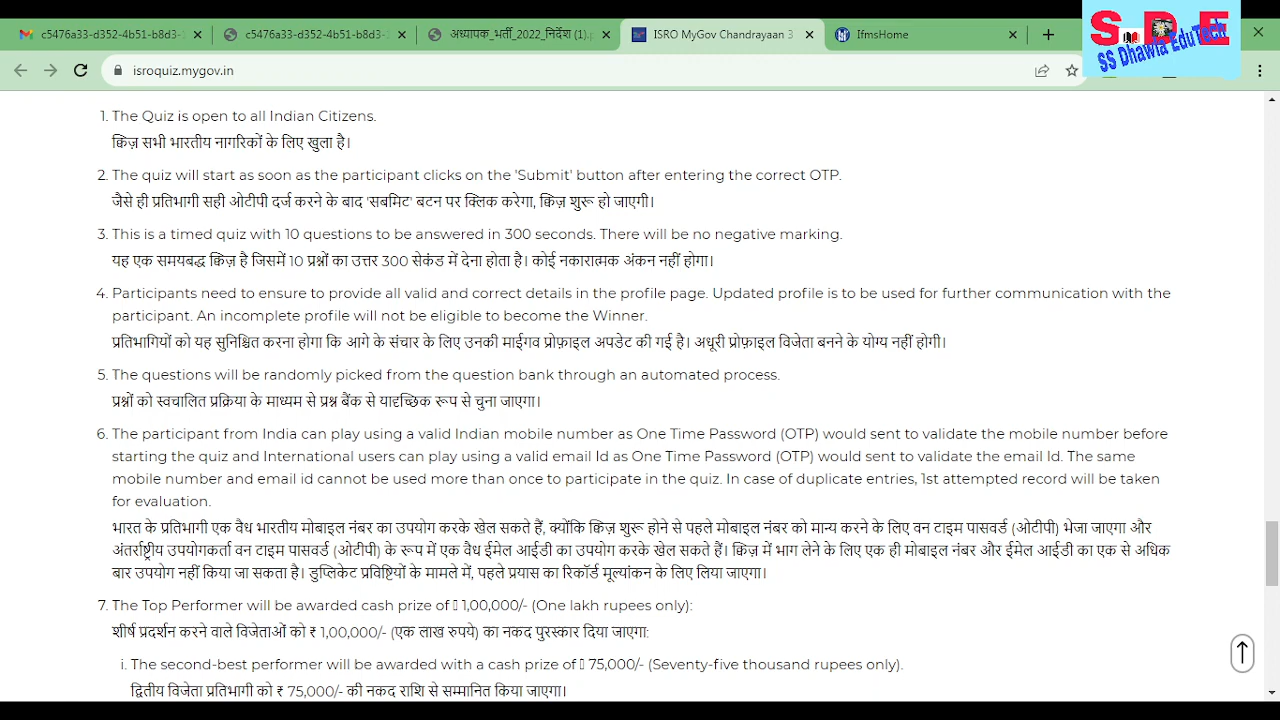 c5476a33-d352-4b51-b8d3-
c5476a33-d352-4b51-b8d3-
अध्यापक_भर्ती_2022_निर्देश (1).p
ISRO MyGov Chandrayaan 3
IfmsHome
S D E
SS Dhawla EduTech
isroquiz.mygov.in
1. The Quiz is open to all Indian Citizens.
क्विज़ सभी भारतीय नागरिकों के लिए खुला है।
2. The quiz will start as soon as the participant clicks on the 'Submit' button after entering the correct OTP.
जैसे ही प्रतिभागी सही ओटीपी दर्ज करने के बाद 'सबमिट' बटन पर क्लिक करेगा, क्विज़ शुरू हो जाएगी।
3. This is a timed quiz with 10 questions to be answered in 300 seconds. There will be no negative marking.
यह एक समयबद्ध क्विज़ है जिसमें 10 प्रश्नों का उत्तर 300 सेकंड में देना होता है। कोई नकारात्मक अंकन नहीं होगा।
4. Participants need to ensure to provide all valid and correct details in the profile page. Updated profile is to be used for further communication with the
participant. An incomplete profile will not be eligible to become the Winner.
प्रतिभागियों को यह सुनिश्चित करना होगा कि आगे के संचार के लिए उनकी माईगव प्रोफ़ाइल अपडेट की गई है। अधूरी प्रोफ़ाइल विजेता बनने के योग्य नहीं होगी।
5. The questions will be randomly picked from the question bank through an automated process.
प्रश्नों को स्वचालित प्रक्रिया के माध्यम से प्रश्न बैंक से यादृच्छिक रूप से चुना जाएगा।
6. The participant from India can play using a valid Indian mobile number as One Time Password (OTP) would sent to validate the mobile number before
starting the quiz and International users can play using a valid email Id as One Time Password (OTP) would sent to validate the email Id. The same
mobile number and email id cannot be used more than once to participate in the quiz. In case of duplicate entries, 1st attempted record will be taken
for evaluation.
भारत के प्रतिभागी एक वैध भारतीय मोबाइल नंबर का उपयोग करके खेल सकते हैं, क्योंकि क्विज़ शुरू होने से पहले मोबाइल नंबर को मान्य करने के लिए वन टाइम पासवर्ड (ओटीपी) भेजा जाएगा और
अंतर्राष्ट्रीय उपयोगकर्ता वन टाइम पासवर्ड (ओटीपी) के रूप में एक वैध ईमेल आईडी का उपयोग करके खेल सकते हैं। क्विज़ में भाग लेने के लिए एक ही मोबाइल नंबर और ईमेल आईडी का एक से अधिक
बार उपयोग नहीं किया जा सकता है। डुप्लिकेट प्रविष्टियों के मामले में, पहले प्रयास का रिकॉर्ड मूल्यांकन के लिए लिया जाएगा।
7. The Top Performer will be awarded cash prize of 1,00,000/- (One lakh rupees only):
शीर्ष प्रदर्शन करने वाले विजेताओं को ₹ 1,00,000/- (एक लाख रुपये) का नकद पुरस्कार दिया जाएगा:
i. The second-best performer will be awarded with a cash prize of 75,000/- (Seventy-five thousand rupees only).
द्वितीय विजेता प्रतिभागी को ₹ 75,000/- की नकद राशि से सम्मानित किया जाएगा।